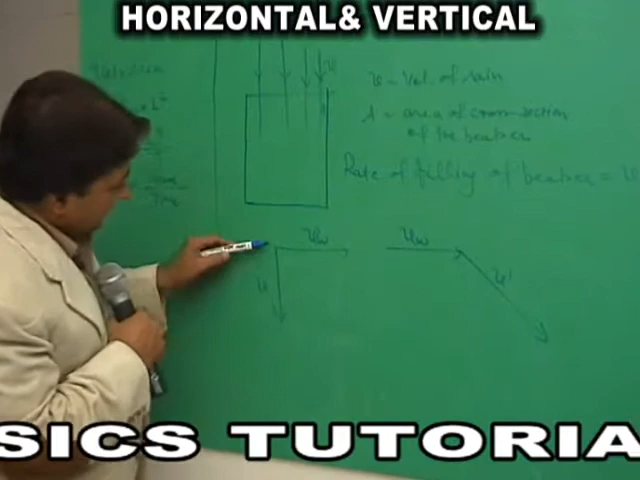 HORIZONTAL& VERTICAL
v
v = vel. of rain
A = area of cross-section
of the beaker
Rate of filling of beaker = v
vw
vw
v
v'
SICS TUTORIA